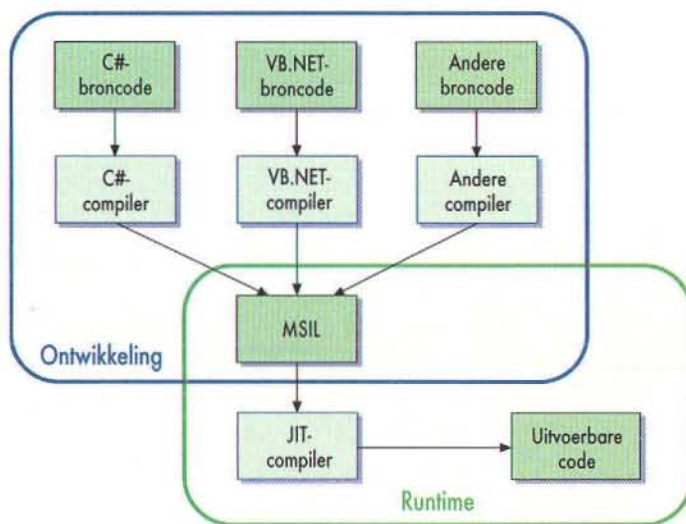 C#-
broncode
VB.NET-
broncode
Andere
broncode
C#-
compiler
VB.NET-
compiler
Andere
compiler
MSIL
Ontwikkeling
JIT-
compiler
Uitvoerbare
code
Runtime